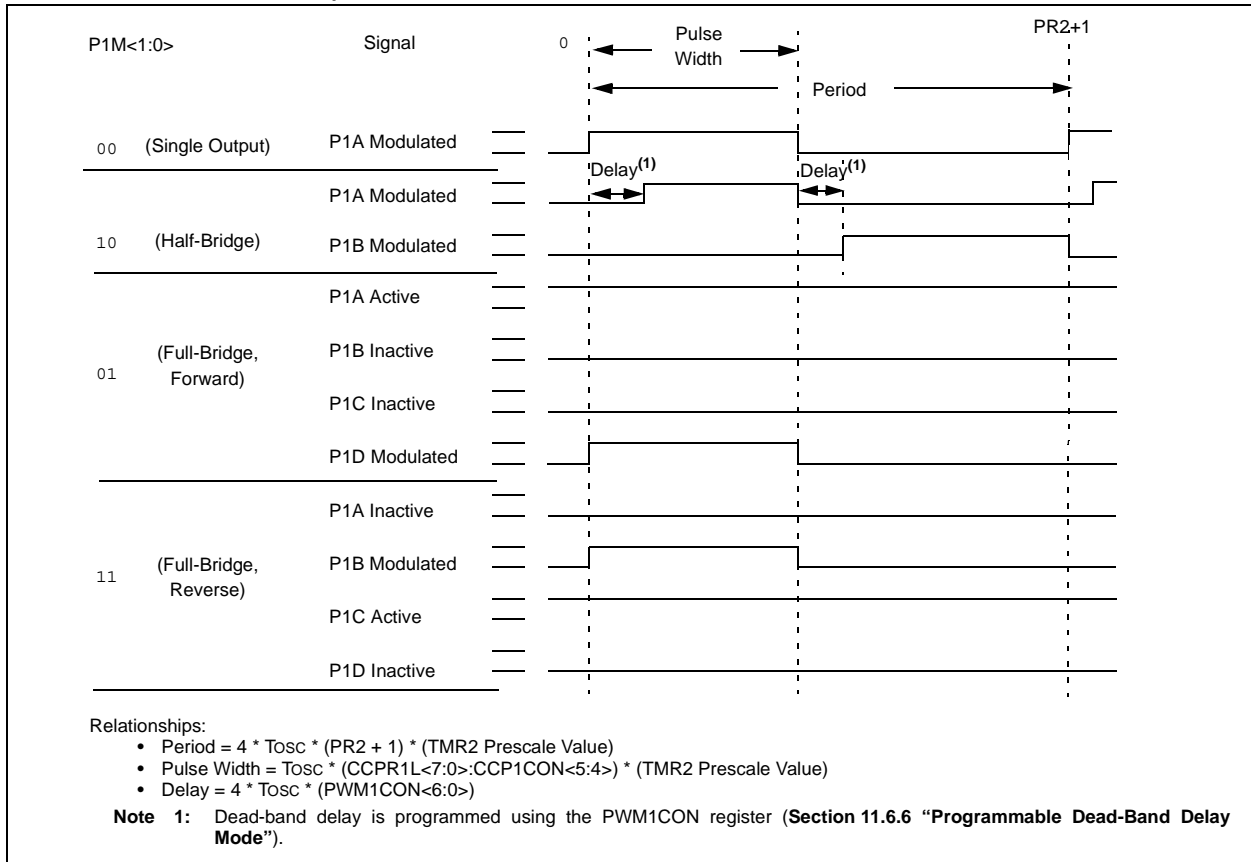 P1M<1:0>
Signal
0
Pulse
Width
PR2+1
Period
00 (Single Output) P1A Modulated
Delay(1) Delay(1)
P1A Modulated
10 (Half-Bridge) P1B Modulated
P1A Active
(Full-Bridge,
Forward)
01
P1B Inactive
P1C Inactive
P1D Modulated
P1A Inactive
11 (Full-Bridge,
Reverse)
P1B Modulated
P1C Active
P1D Inactive
Relationships:
• Period = 4 * TOSC * (PR2 + 1) * (TMR2 Prescale Value)
• Pulse Width = TOSC * (CCPR1L<7:0>:CCP1CON<5:4>) * (TMR2 Prescale Value)
• Delay = 4 * TOSC * (PWM1CON<6:0>)
Note 1: Dead-band delay is programmed using the PWM1CON register (Section 11.6.6 “Programmable Dead-Band Delay
Mode”).